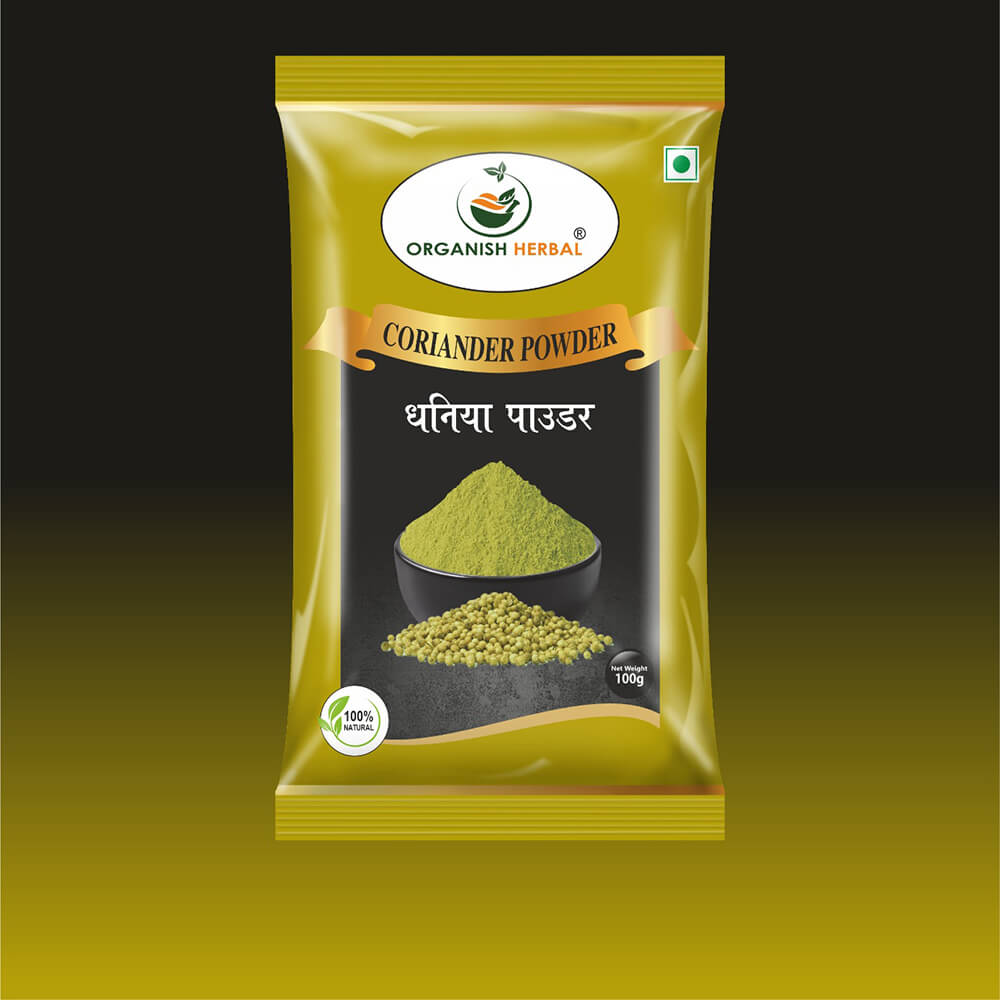 ORGANISH HERBAL ®
CORIANDER POWDER
धनिया पाउडर
Net Weight
100g
100%
NATURAL